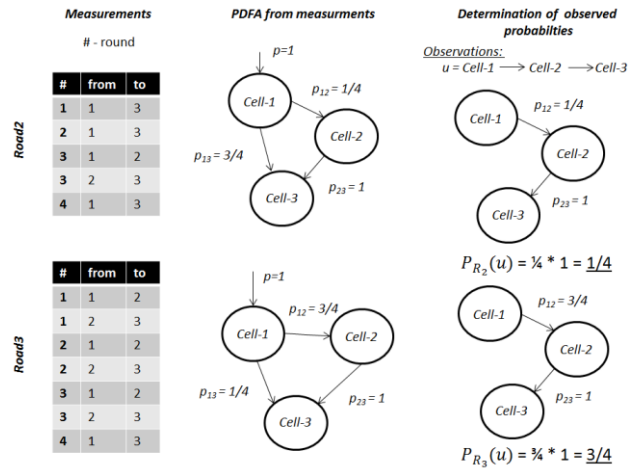 Measurements
PDFA from measurments
Determination of observed
probabilties
# - round
Observations:
u = Cell-1 → Cell-2 → Cell-3
Road2
# from to
1 1 3
2 1 3
3 1 2
3 2 3
4 1 3
p=1
Cell-1
p12 = 1/4
Cell-2
p13 = 3/4
p23 = 1
Cell-3
p12 = 1/4
Cell-1
Cell-2
Cell-3
p23 = 1
P_R2(u) = ¼ * 1 = 1/4
Road3
# from to
1 1 2
1 2 3
2 1 2
2 2 3
3 1 2
3 2 3
4 1 3
p=1
p12 = 3/4
Cell-1
Cell-2
p13 = 1/4
p23 = 1
Cell-3
p12 = 3/4
Cell-1
Cell-2
p23 = 1
Cell-3
P_R3(u) = ¾ * 1 = 3/4